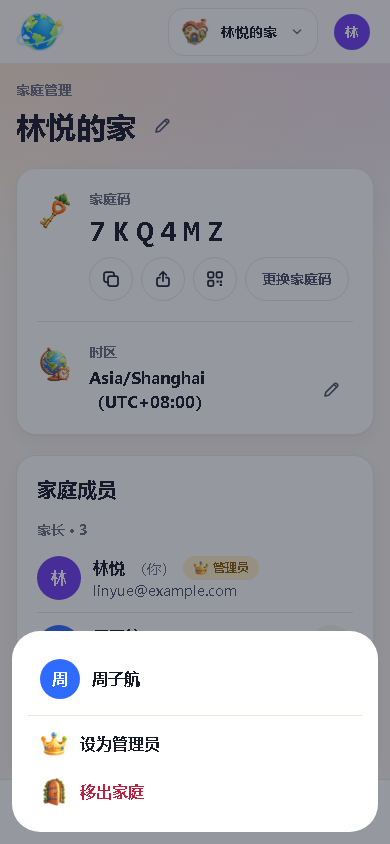 林悦的家
林
家庭管理
林悦的家
家庭码
7KQ4MZ
更换家庭码
时区
Asia/Shanghai
(UTC+08:00)
家庭成员
家长 • 3
林
林悦 (你) 管理员
linyue@example.com
周
周子航
设为管理员
移出家庭